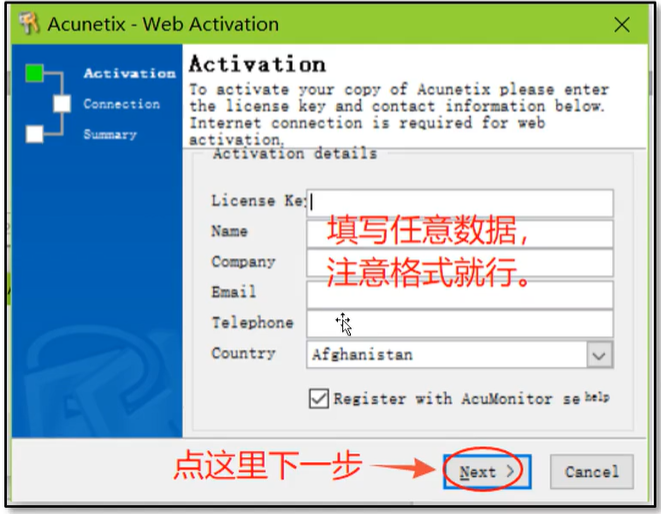 Acunetix - Web Activation
Activation
Connection
Summary
Activation
To activate your copy of Acunetix please enter
the license key and contact information below.
Internet connection is required for web
activation.
Activation details
License Key
Name
Company
Email
Telephone
Country
填写任意数据，
注意格式就行。
Afghanistan
Register with AcuMonitor se help
点这里下一步
Next >
Cancel